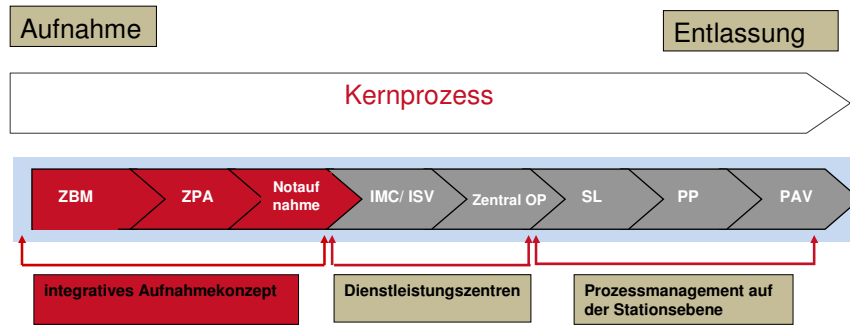 Aufnahme
Entlassung
Kernprozess
ZBM
ZPA
Notauf
nahme
IMC/ ISV
Zentral OP
SL
PP
PAV
integratives Aufnahmekonzept
Dienstleistungszentren
Prozessmanagement auf
der Stationsebene